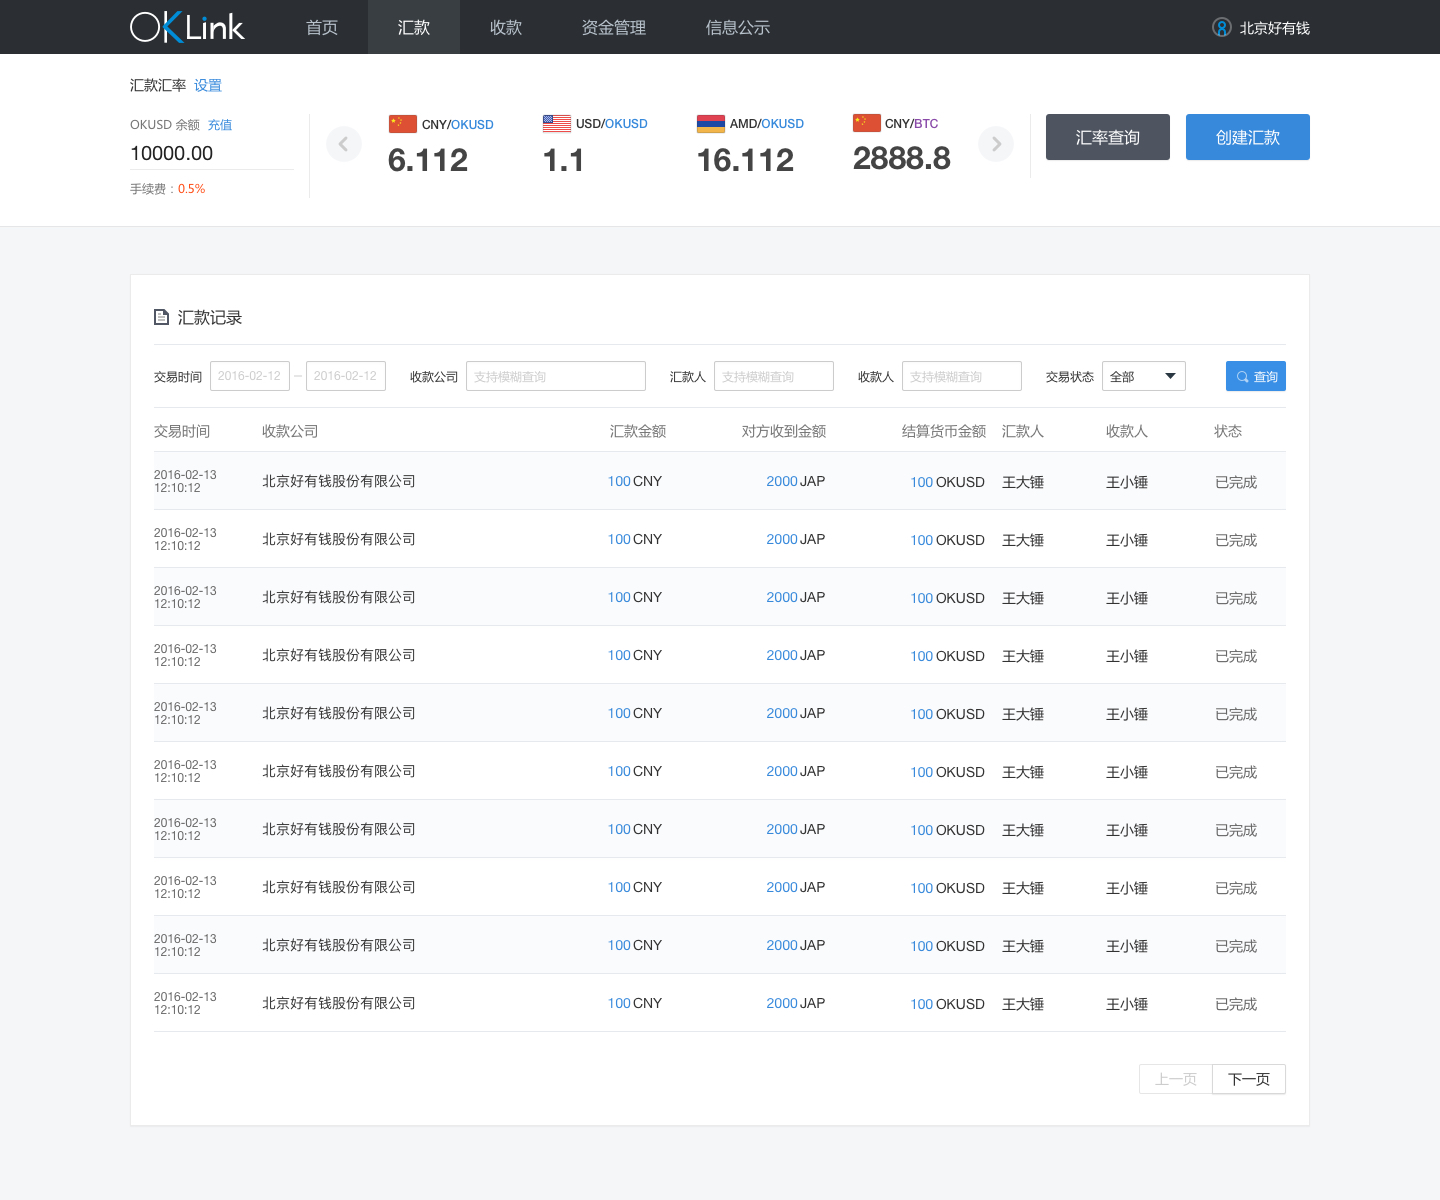 OKLink 首页 汇款 收款 资金管理 信息公示 北京好有钱
汇款汇率 设置
OKUSD 余额 充值
10000.00
手续费：0.5%
CNY/OKUSD
6.112
USD/OKUSD
1.1
AMD/OKUSD
16.112
CNY/BTC
2888.8
汇率查询
创建汇款
汇款记录
交易时间 2016-02-12 – 2016-02-12 收款公司 支持模糊查询 汇款人 支持模糊查询 收款人 支持模糊查询 交易状态 全部 查询
交易时间 收款公司 汇款金额 对方收到金额 结算货币金额 汇款人 收款人 状态
2016-02-13
12:10:12
北京好有钱股份有限公司 100 CNY 2000 JAP 100 OKUSD 王大锤 王小锤 已完成
2016-02-13
12:10:12
北京好有钱股份有限公司 100 CNY 2000 JAP 100 OKUSD 王大锤 王小锤 已完成
2016-02-13
12:10:12
北京好有钱股份有限公司 100 CNY 2000 JAP 100 OKUSD 王大锤 王小锤 已完成
2016-02-13
12:10:12
北京好有钱股份有限公司 100 CNY 2000 JAP 100 OKUSD 王大锤 王小锤 已完成
2016-02-13
12:10:12
北京好有钱股份有限公司 100 CNY 2000 JAP 100 OKUSD 王大锤 王小锤 已完成
2016-02-13
12:10:12
北京好有钱股份有限公司 100 CNY 2000 JAP 100 OKUSD 王大锤 王小锤 已完成
2016-02-13
12:10:12
北京好有钱股份有限公司 100 CNY 2000 JAP 100 OKUSD 王大锤 王小锤 已完成
2016-02-13
12:10:12
北京好有钱股份有限公司 100 CNY 2000 JAP 100 OKUSD 王大锤 王小锤 已完成
2016-02-13
12:10:12
北京好有钱股份有限公司 100 CNY 2000 JAP 100 OKUSD 王大锤 王小锤 已完成
2016-02-13
12:10:12
北京好有钱股份有限公司 100 CNY 2000 JAP 100 OKUSD 王大锤 王小锤 已完成
上一页 下一页